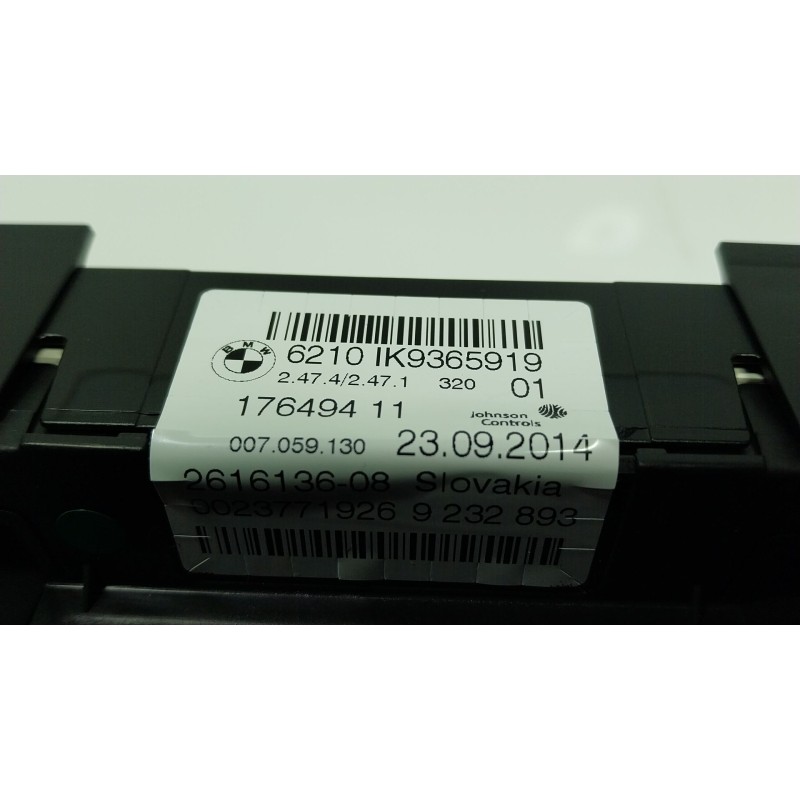 BMW
6210 IK9365919
2.47.4/2.47.1 320 01
176494 11
Johnson Controls
007.059.130 23.09.2014
2616136-08 Slovakia
5023771926 9 232 893